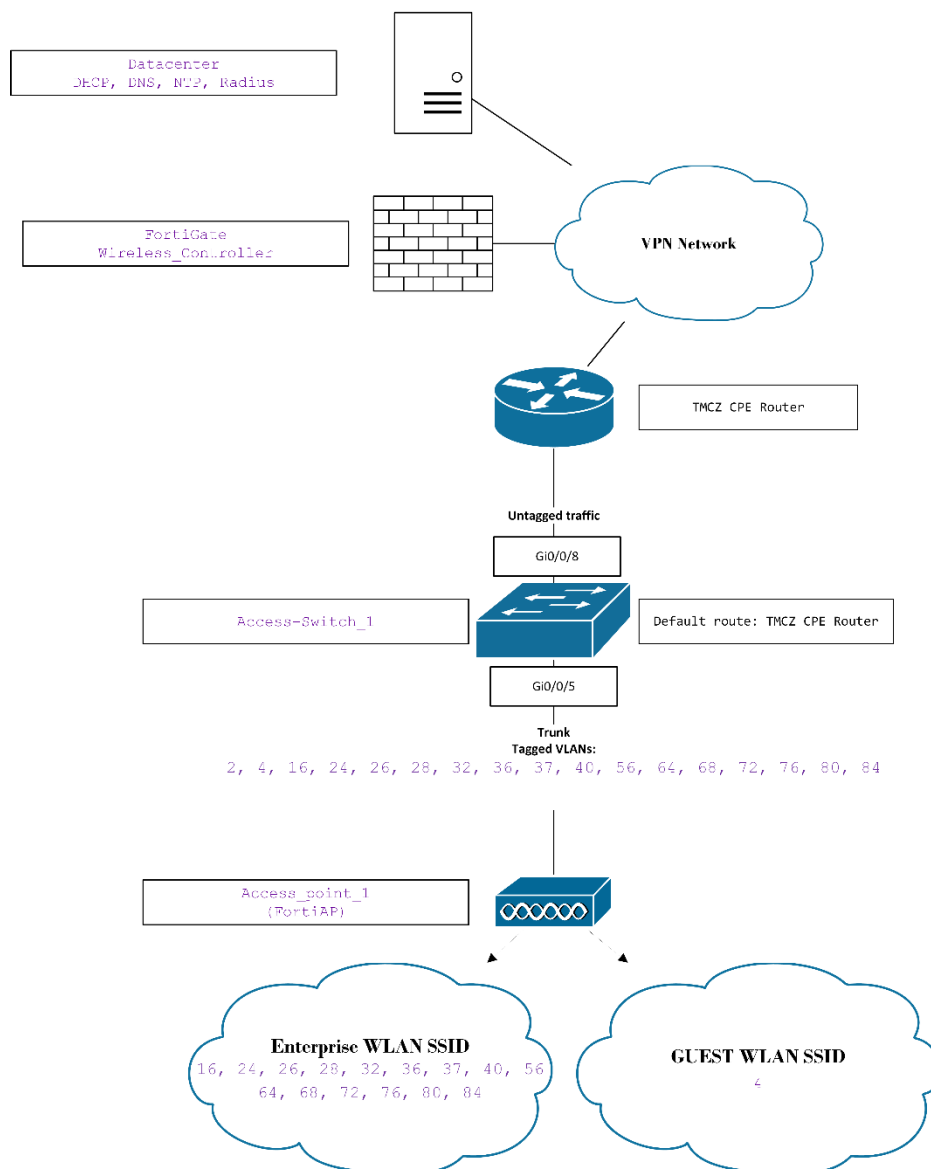 Datacenter
DHCP, DNS, NTP, Radius
VPN Network
FortiGate
Wireless_Controller
TMCZ CPE Router
Untagged traffic
Gi0/0/8
Access-Switch_1
Default route: TMCZ CPE Router
Gi0/0/5
Trunk
Tagged VLANs:
2, 4, 16, 24, 26, 28, 32, 36, 37, 40, 56, 64, 68, 72, 76, 80, 84
Access_point_1
(FortiAP)
Enterprise WLAN SSID
16, 24, 26, 28, 32, 36, 37, 40, 56
64, 68, 72, 76, 80, 84
GUEST WLAN SSID
4